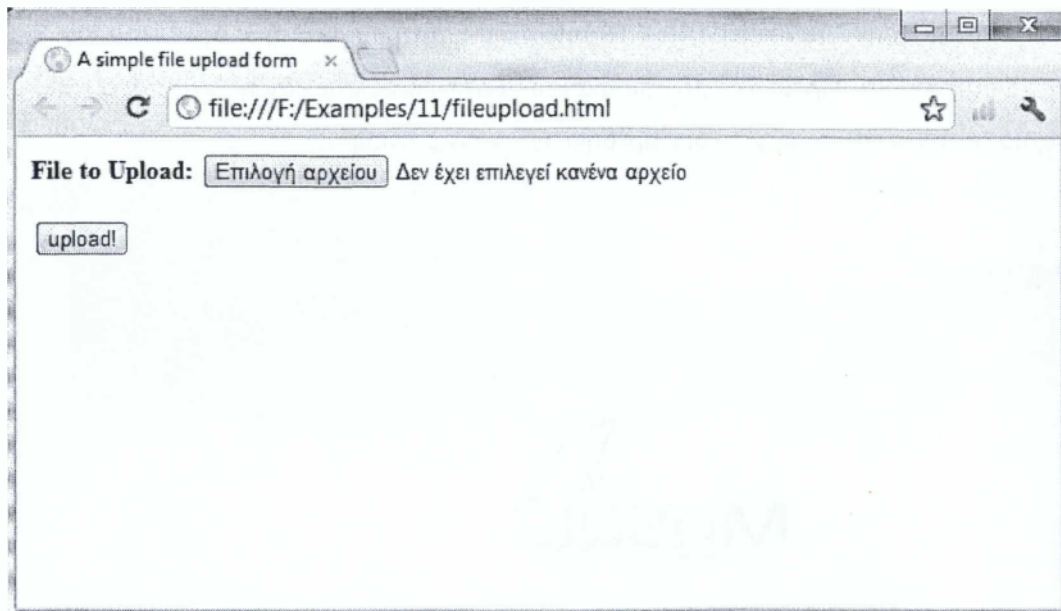 A simple file upload form
file:///F:/Examples/11/fileupload.html
File to Upload: Επιλογή αρχείου Δεν έχει επιλεγεί κανένα αρχείο
upload!